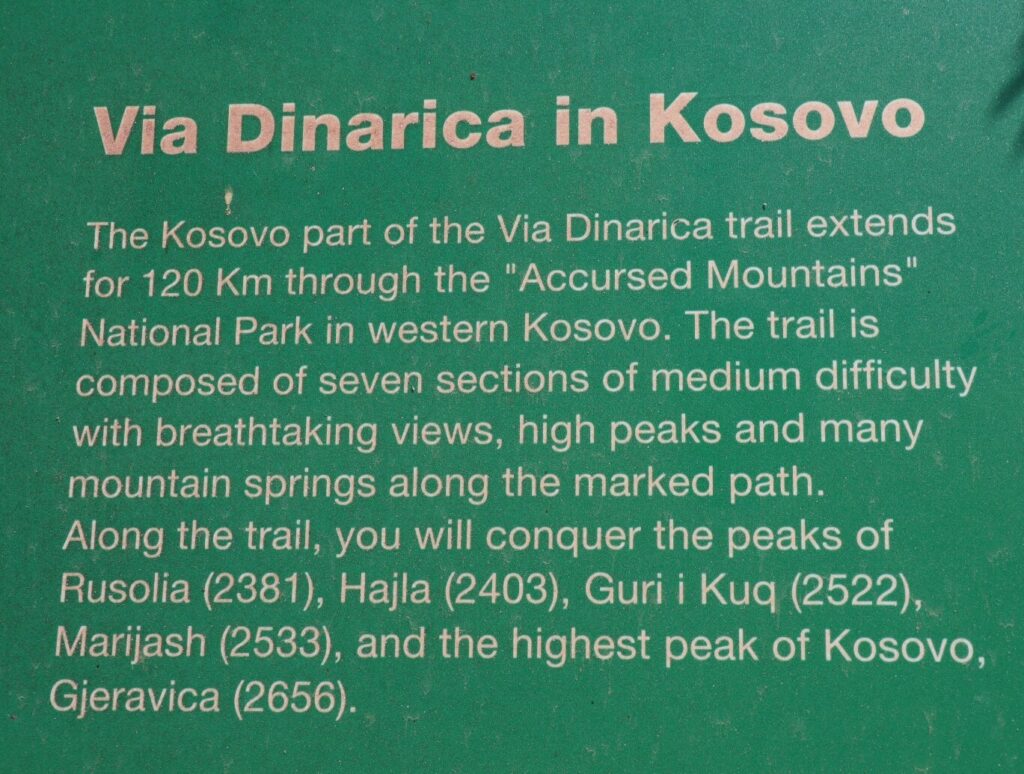 Via Dinarica in Kosovo
The Kosovo part of the Via Dinarica trail extends
for 120 Km through the "Accursed Mountains"
National Park in western Kosovo. The trail is
composed of seven sections of medium difficulty
with breathtaking views, high peaks and many
mountain springs along the marked path.
Along the trail, you will conquer the peaks of
Rusolia (2381), Hajla (2403), Guri i Kuq (2522),
Marijash (2533), and the highest peak of Kosovo,
Gjeravica (2656).